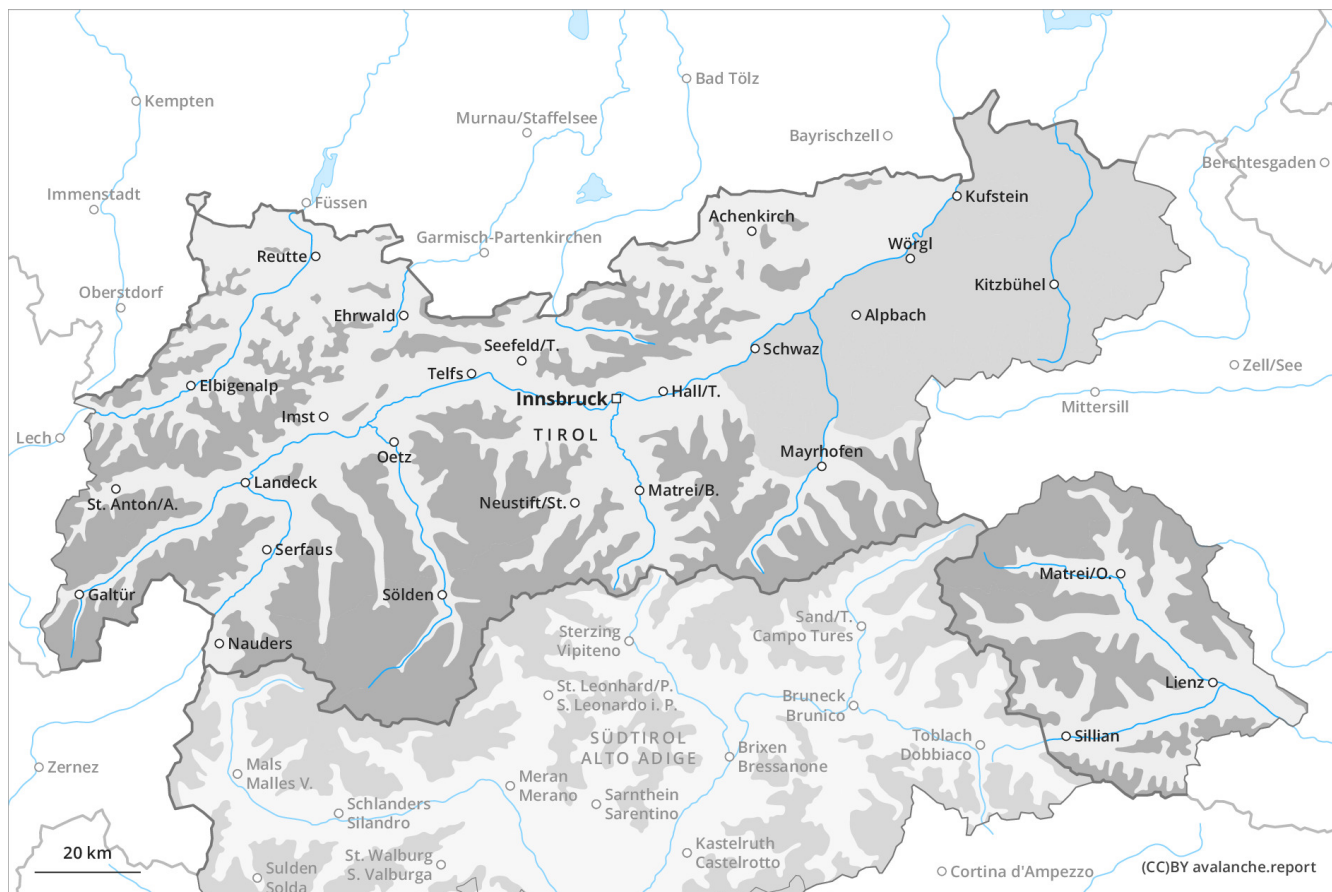 Bad Tölz
Kempten
Murnau/Staffelsee
Bayrischzell
Berchtesgaden
Immenstadt
Füssen
Kufstein
Achenkirch
Garmisch-Partenkirchen
Wörgl
Reutte
Kitzbühel
Oberstdorf
Ehrwald
Alpbach
Seefeld/T.
Schwaz
Zell/See
Telfs
Elbigenalp
Hall/T.
Innsbruck
Mittersill
Imst
TIROL
Lech
Oetz
Mayrhofen
Landeck
Matrei/B.
St. Anton/A.
Neustift/St.
Serfaus
Matrei/O.
Galtür
Sölden
Sand/T.
Campo Tures
Sterzing
Vipiteno
Nauders
Lienz
St. Leonhard/P.
S. Leonardo i. P.
Bruneck
Brunico
SÜDTIROL
ALTO ADIGE
Toblach
Dobbiaco
Sillian
Brixen
Bressanone
Zernez
Mals
Malles V.
Meran
Merano
Sarnthein
Sarentino
Schlanders
Silandro
20 km
Kastelruth
Castelrotto
St. Walburg
S. Valburga
Sulden
Solda
Cortina d'Ampezzo
(CC)BY avalanche.report